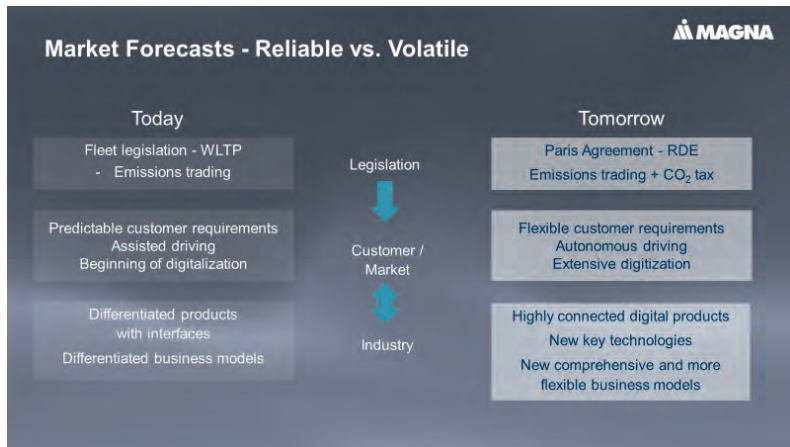 MAGNA
Market Forecasts - Reliable vs. Volatile
Today
Tomorrow
Fleet legislation - WLTP
- Emissions trading
Legislation
Paris Agreement - RDE
Emissions trading + CO₂ tax
Predictable customer requirements
Assisted driving
Beginning of digitalization
Customer /
Market
Flexible customer requirements
Autonomous driving
Extensive digitization
Differentiated products
with interfaces
Differentiated business models
Industry
Highly connected digital products
New key technologies
New comprehensive and more
flexible business models